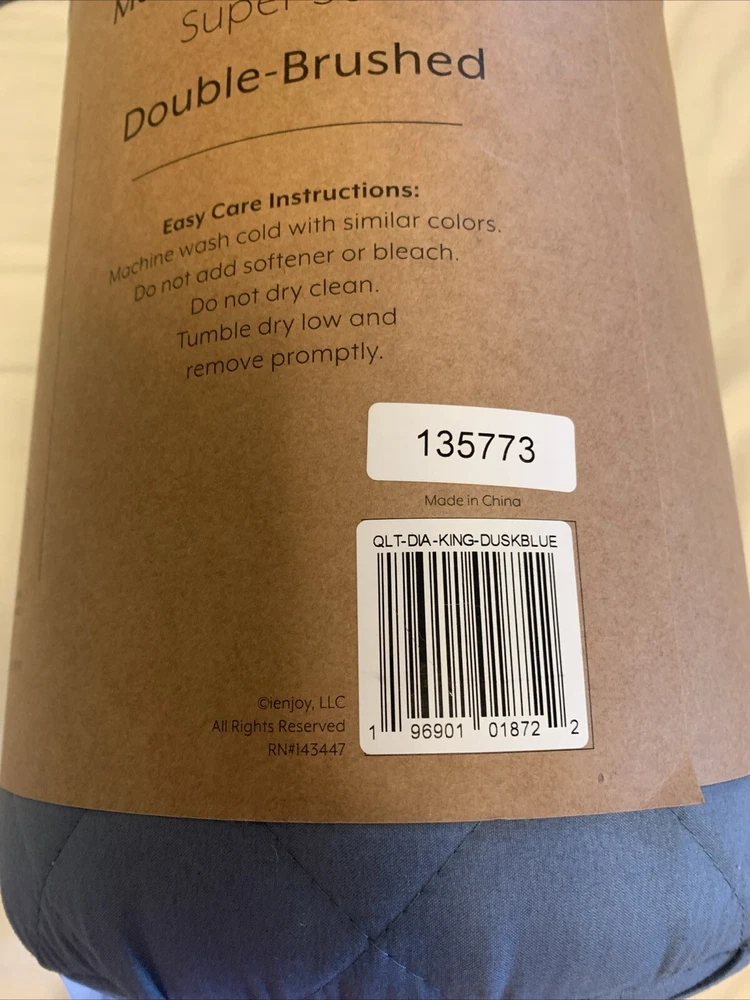 Super
Double-Brushed
Easy Care Instructions:
Machine wash cold with similar colors.
Do not add softener or bleach.
Do not dry clean.
Tumble dry low and
remove promptly.
135773
Made in China
QLT-DIA-KING-DUSKBLUE
1 96901 01872 2
©ienjoy, LLC
All Rights Reserved
RN#143447